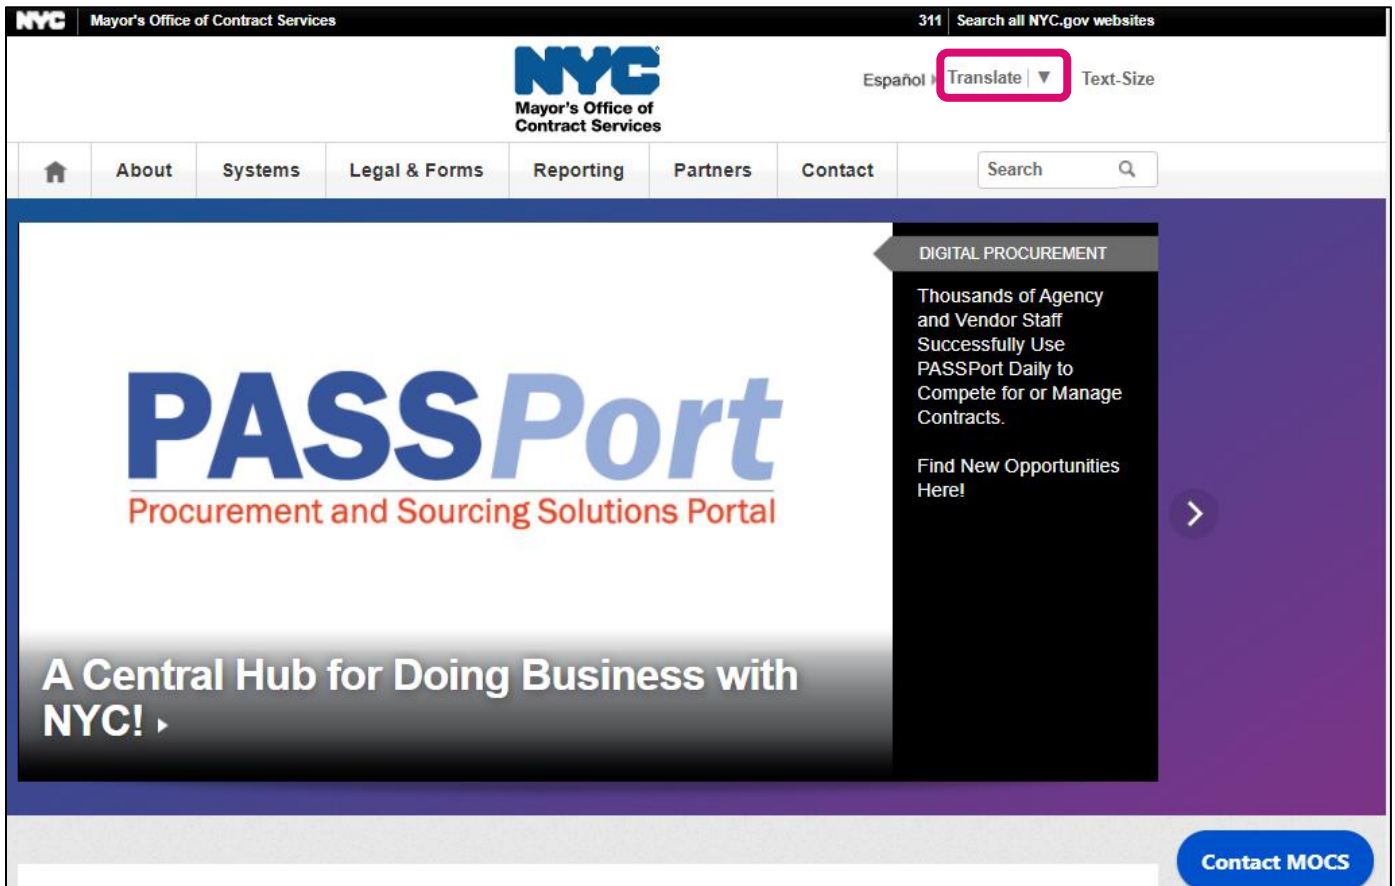 NYC Mayor's Office of Contract Services 311 Search all NYC.gov websites
NYC
Mayor's Office of
Contract Services
Español Translate ▼ Text-Size
About Systems Legal & Forms Reporting Partners Contact Search
DIGITAL PROCUREMENT
Thousands of Agency
and Vendor Staff
Successfully Use
PASSPort Daily to
Compete for or Manage
Contracts.
Find New Opportunities
Here!
PASSPort
Procurement and Sourcing Solutions Portal
A Central Hub for Doing Business with
NYC!
Contact MOCS